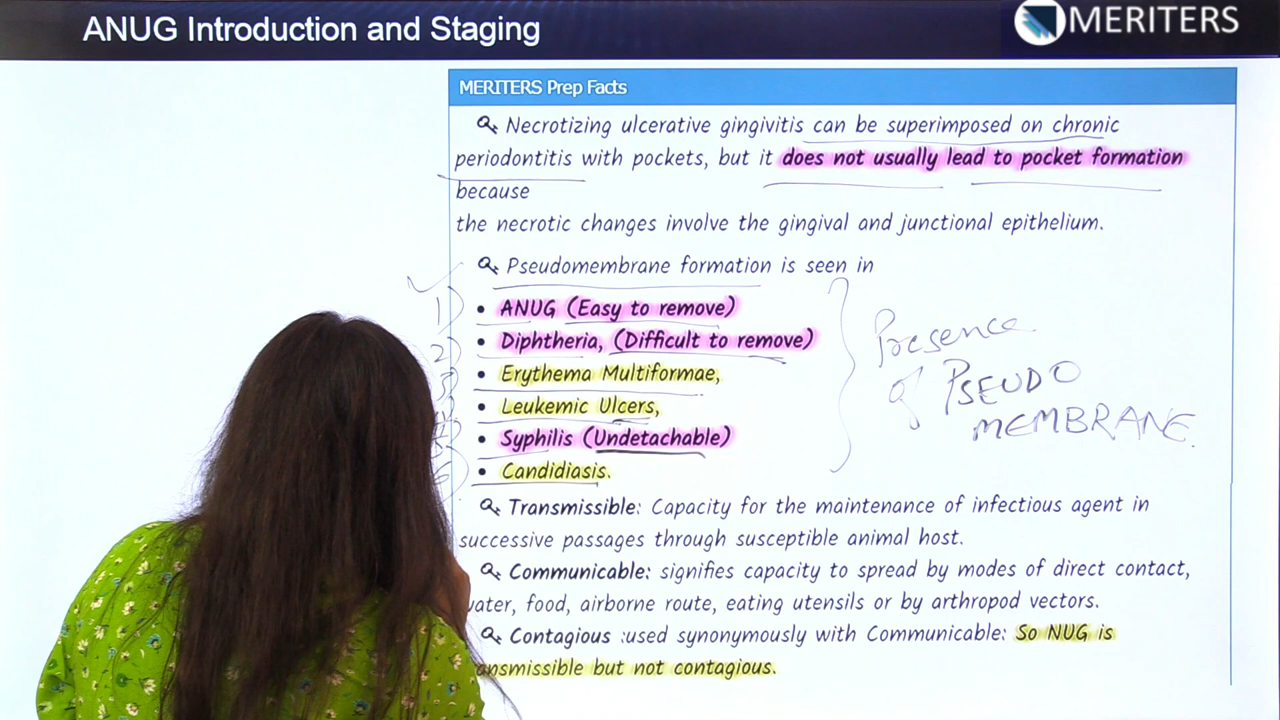 ANUG Introduction and Staging
MERITERS
MERITERS Prep Facts
Necrotizing ulcerative gingivitis can be superimposed on chronic
periodontitis with pockets, but it does not usually lead to pocket formation
because
the necrotic changes involve the gingival and junctional epithelium.
Pseudomembrane formation is seen in
1) • ANUG (Easy to remove)
2) • Diphtheria, (Difficult to remove)
• Erythema Multiformae,
• Leukemic Ulcers,
• Syphilis (Undetachable)
• Candidiasis.
Presence
of PSEUDO
MEMBRANE.
Transmissible: Capacity for the maintenance of infectious agent in
successive passages through susceptible animal host.
Communicable: signifies capacity to spread by modes of direct contact,
food, airborne route, eating utensils or by arthropod vectors.
Contagious :used synonymously with Communicable: So NUG is
but not contagious.